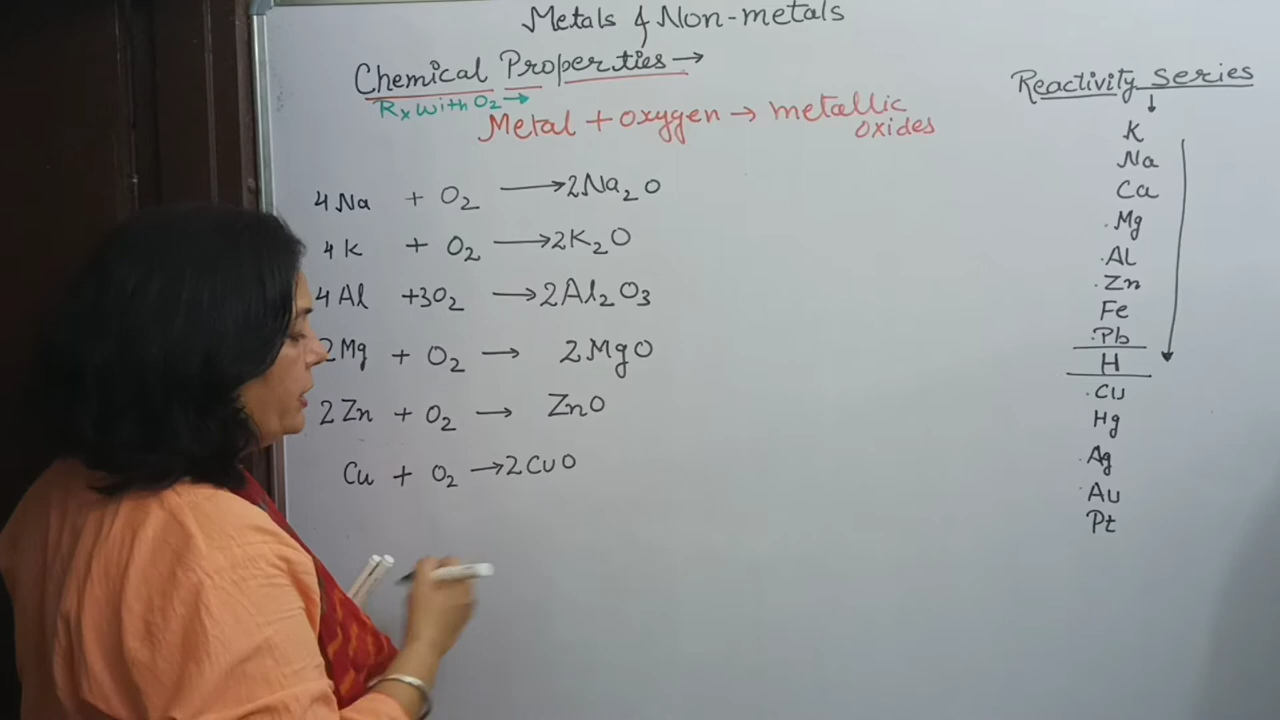 Metals & Non-metals
Chemical Properties →
Rx with O2 →
Metal + oxygen → metallic oxides
4Na + O2 → 2Na2O
4K + O2 → 2K2O
4Al + 3O2 → 2Al2O3
2Mg + O2 → 2MgO
2Zn + O2 → ZnO
Cu + O2 → 2CuO
Reactivity Series
↓
K
Na
Ca
Mg
Al
Zn
Fe
Pb
H
Cu
Hg
Ag
Au
Pt